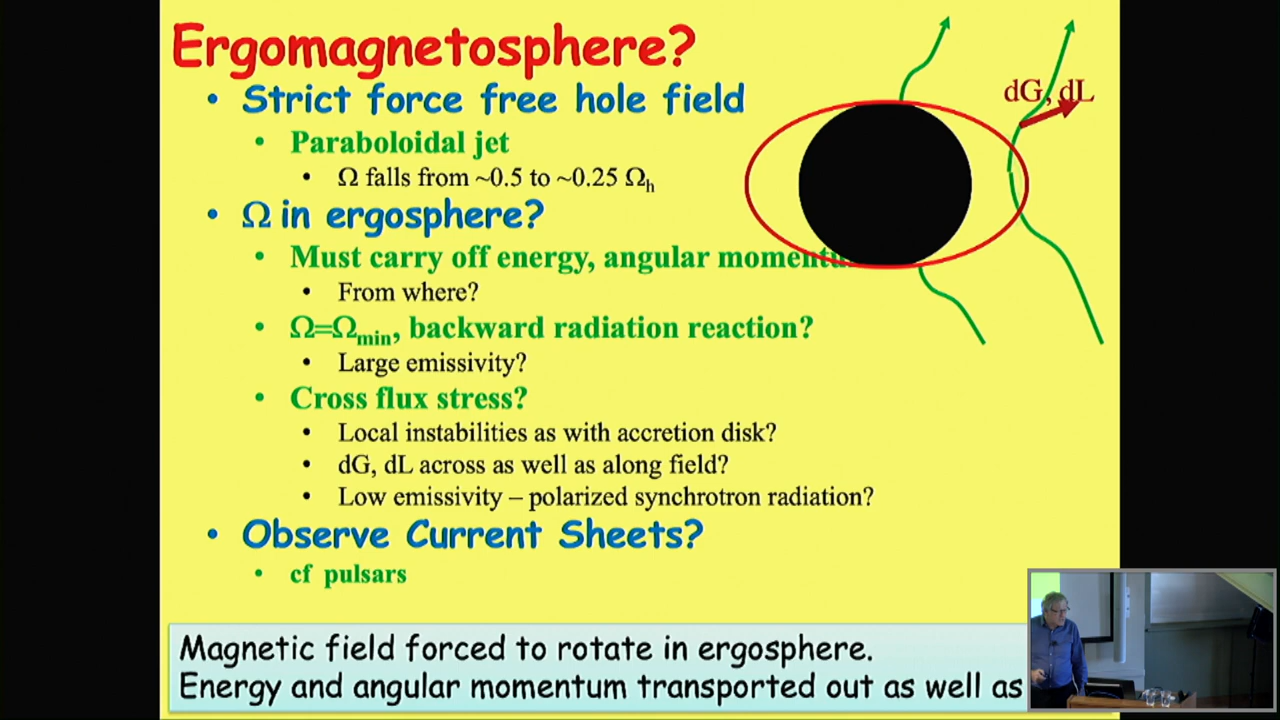 Ergomagnetosphere?
• Strict force free hole field
• Paraboloidal jet
• Ω falls from ~0.5 to ~0.25 Ωh
• Ω in ergosphere?
• Must carry off energy, angular
• From where?
• Ω=Ωmin, backward radiation reaction?
• Large emissivity?
• Cross flux stress?
• Local instabilities as with accretion disk?
• dG, dL across as well as along field?
• Low emissivity – polarized synchrotron radiation?
• Observe Current Sheets?
• cf pulsars
dG, dL
Magnetic field forced to rotate in ergosphere.
Energy and angular momentum transported out as well as